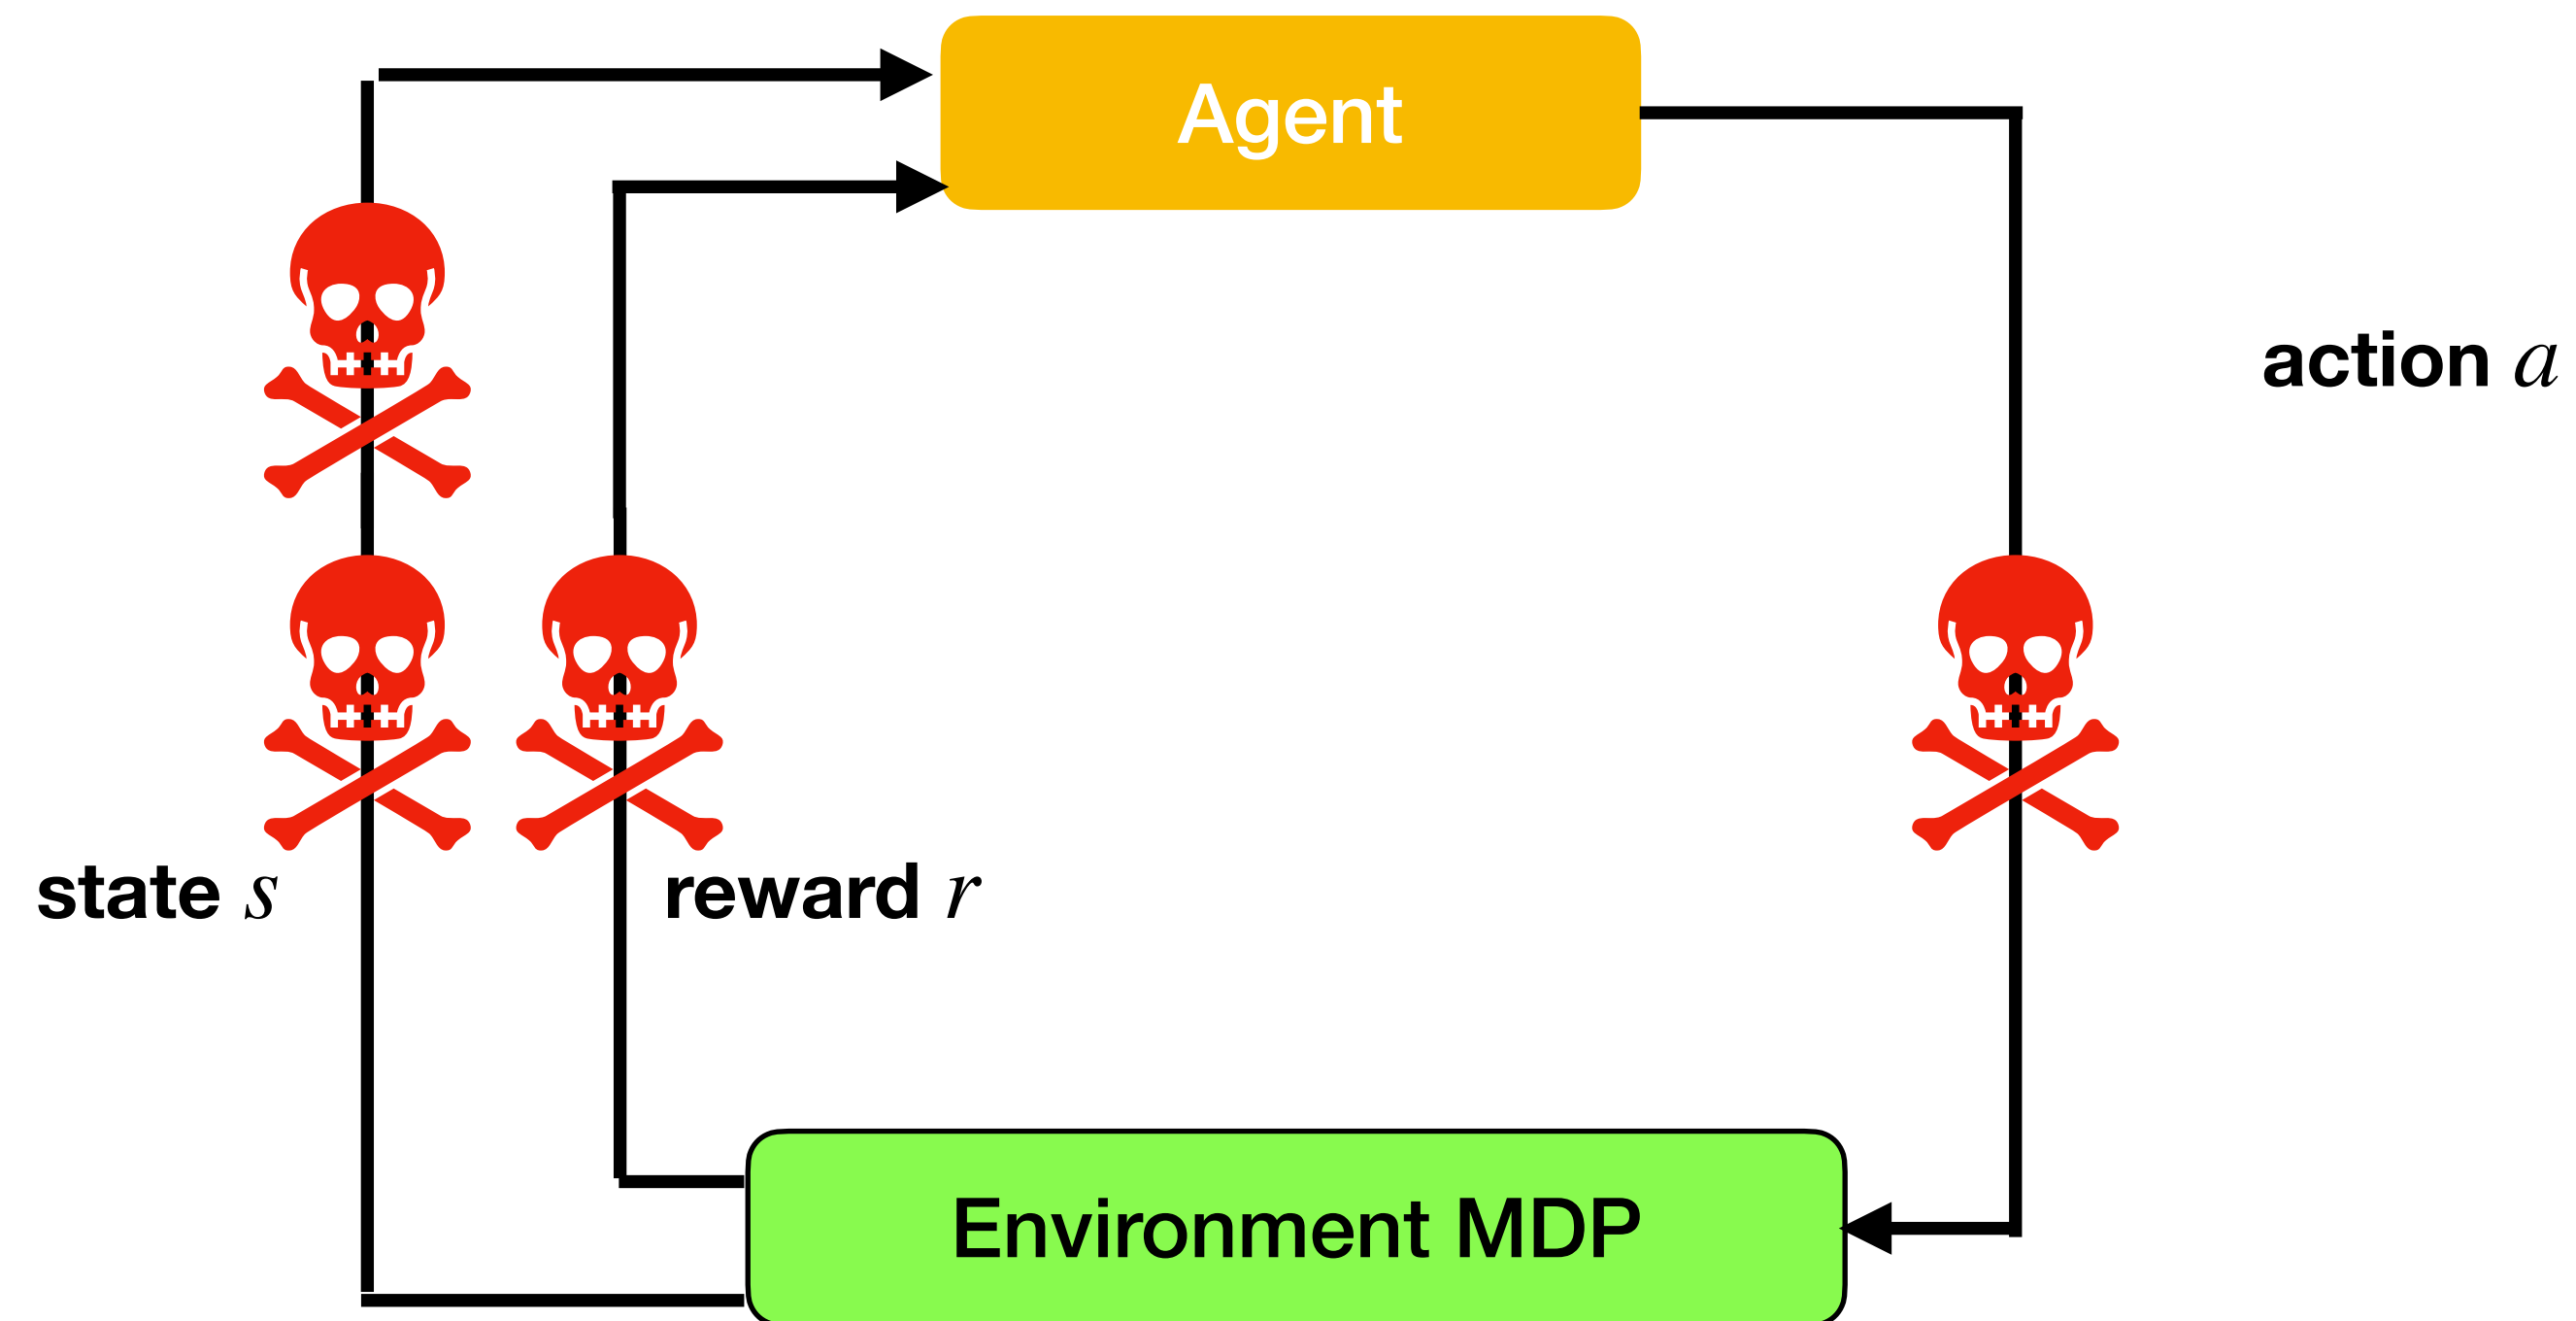 Agent
action a
state s
reward r
Environment MDP